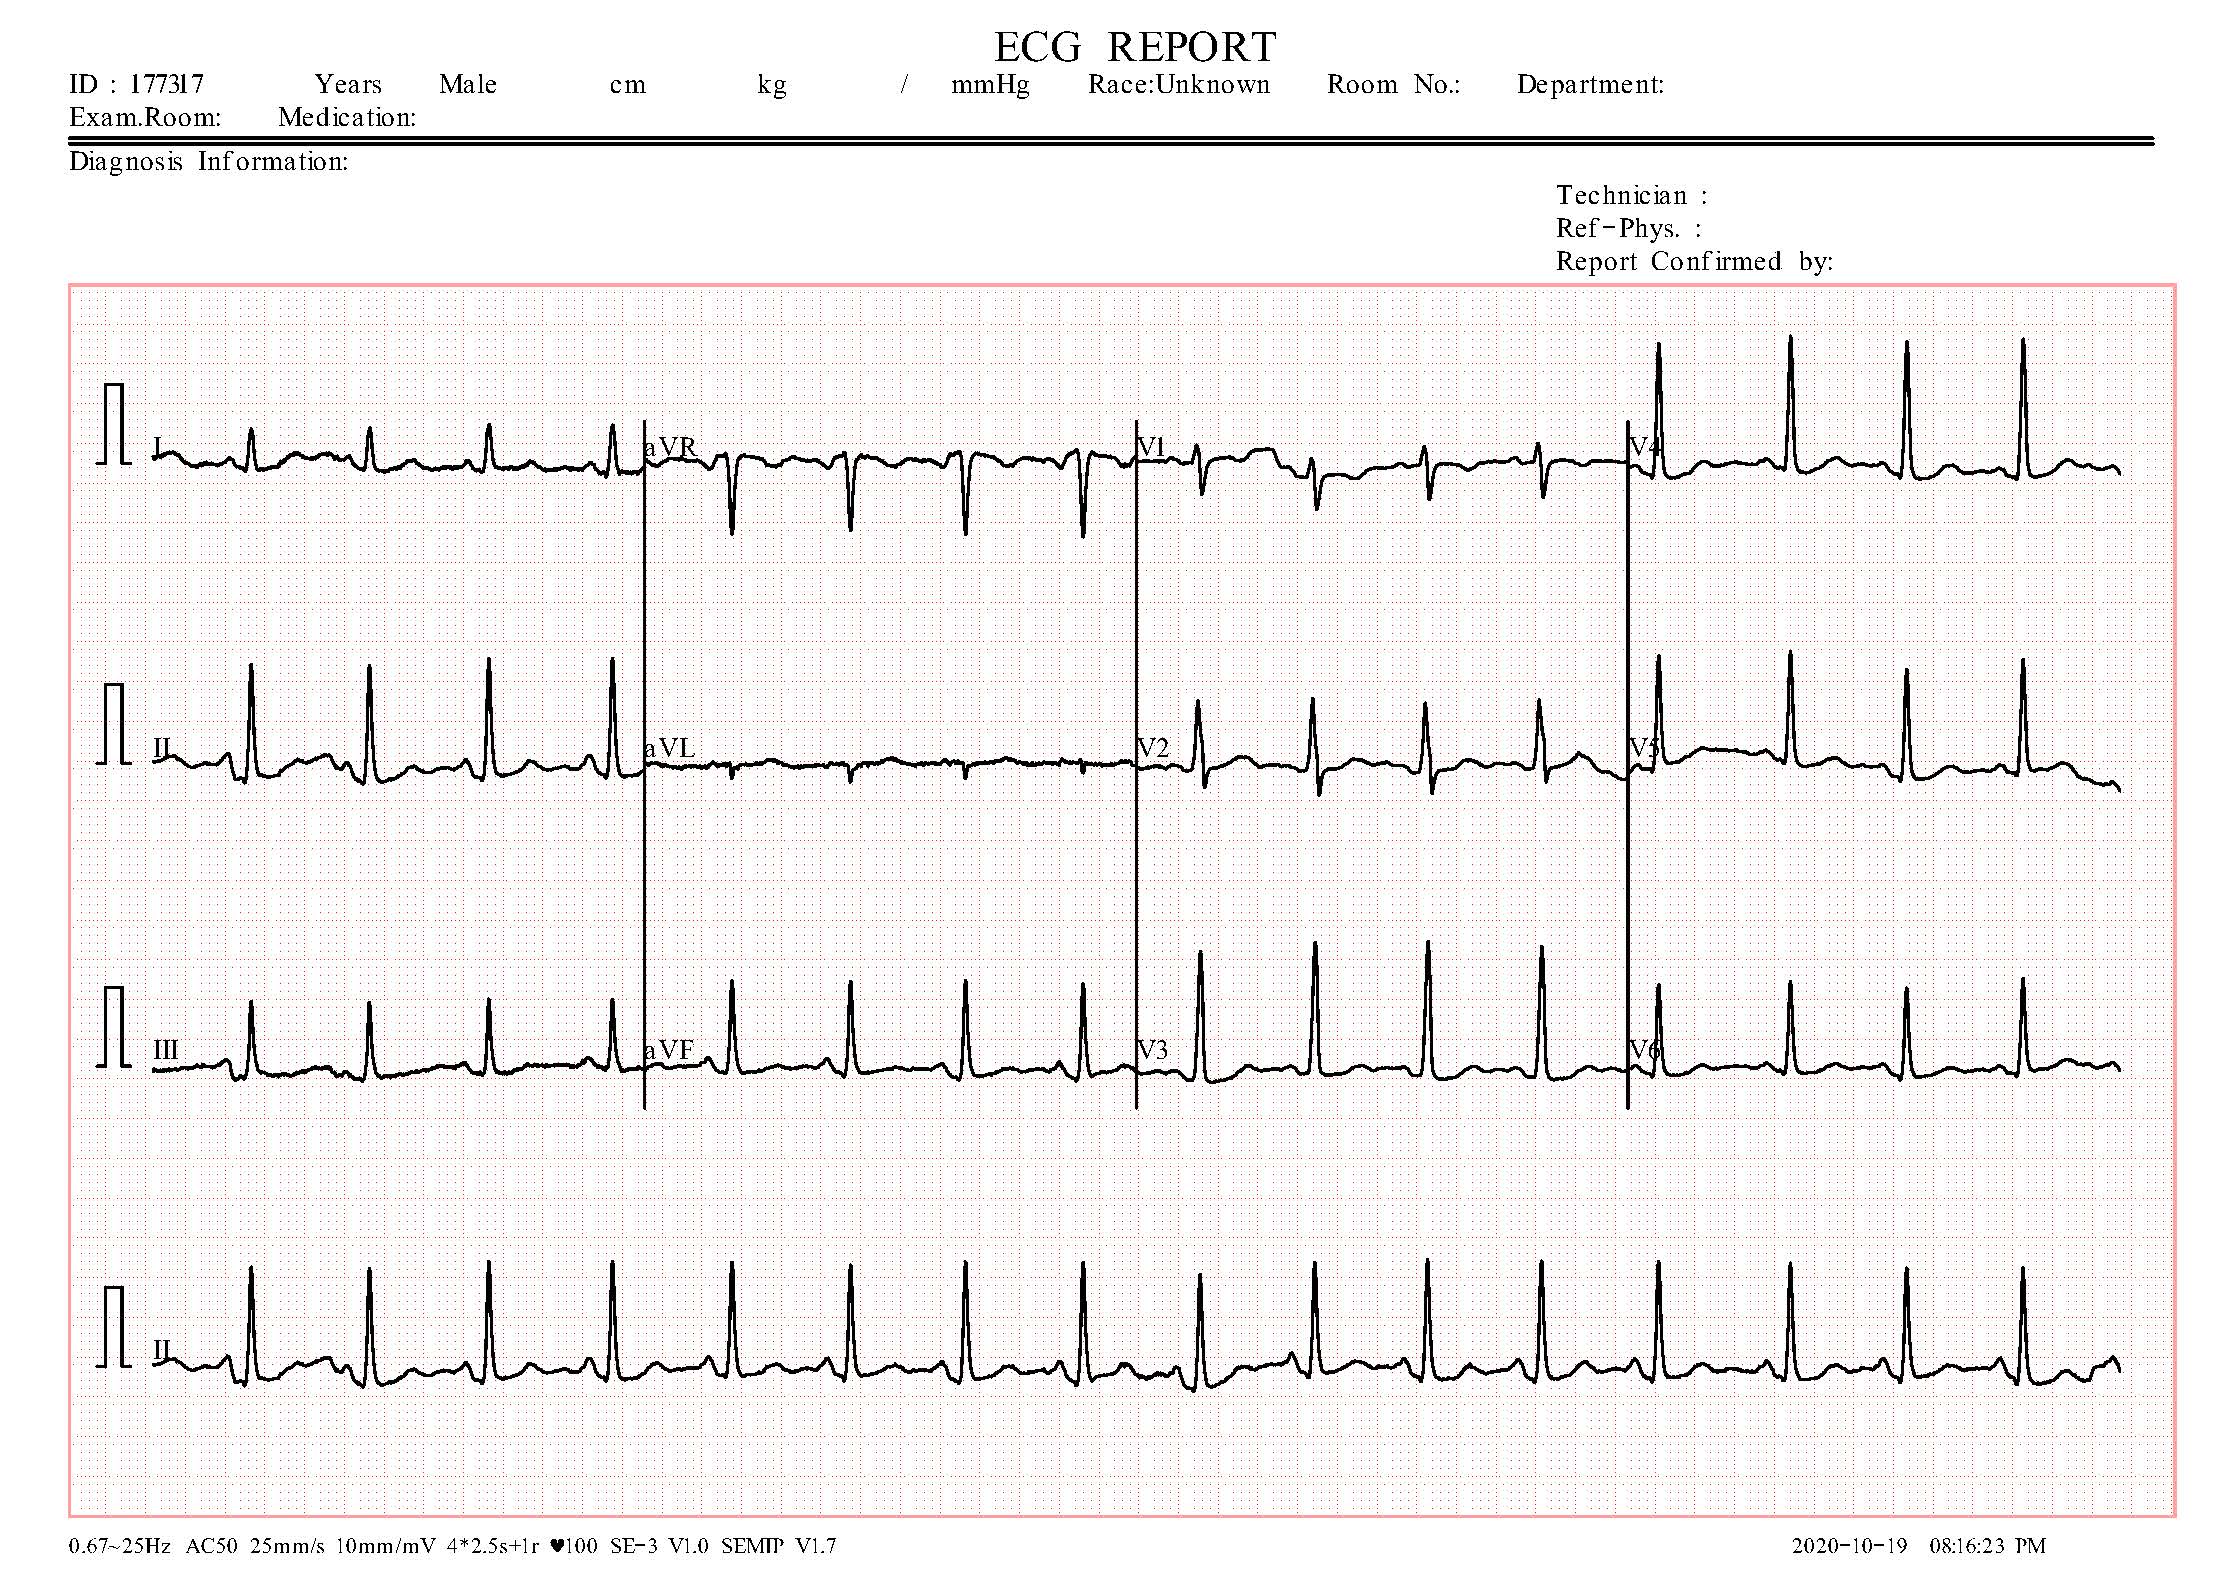 ECG REPORT
ID : 177317 Years Male cm kg / mmHg Race:Unknown Room No.: Department:
Exam.Room: Medication:
Diagnosis Information:
Technician :
Ref-Phys. :
Report Confirmed by:
I aVR V1 V4
II aVL V2 V5
III aVF V3 V6
II
0.67~25Hz AC50 25mm/s 10mm/mV 4*2.5s+1r ♥100 SE-3 V1.0 SEMIP V1.7 2020-10-19 08:16:23 PM